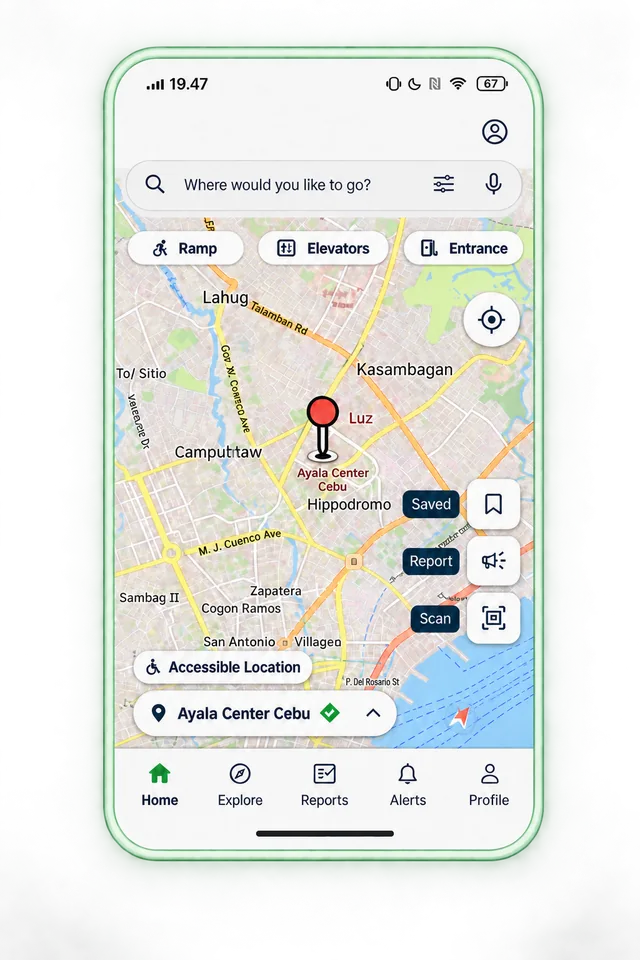 19.47
67
Where would you like to go?
Ramp
Elevators
Entrance
Lahug
Talamban Rd
Kasambagan
To/ Sitio
Luz
Camputtaw
Ayala Center
Cebu
Hippodromo
Saved
M. J. Cuenco Ave
Report
Zapatera
Sambag II
Cogon Ramos
Scan
San Antonio
Villagen
Accessible Location
P. Del Rosario St
Ayala Center Cebu
Home
Explore
Reports
Alerts
Profile